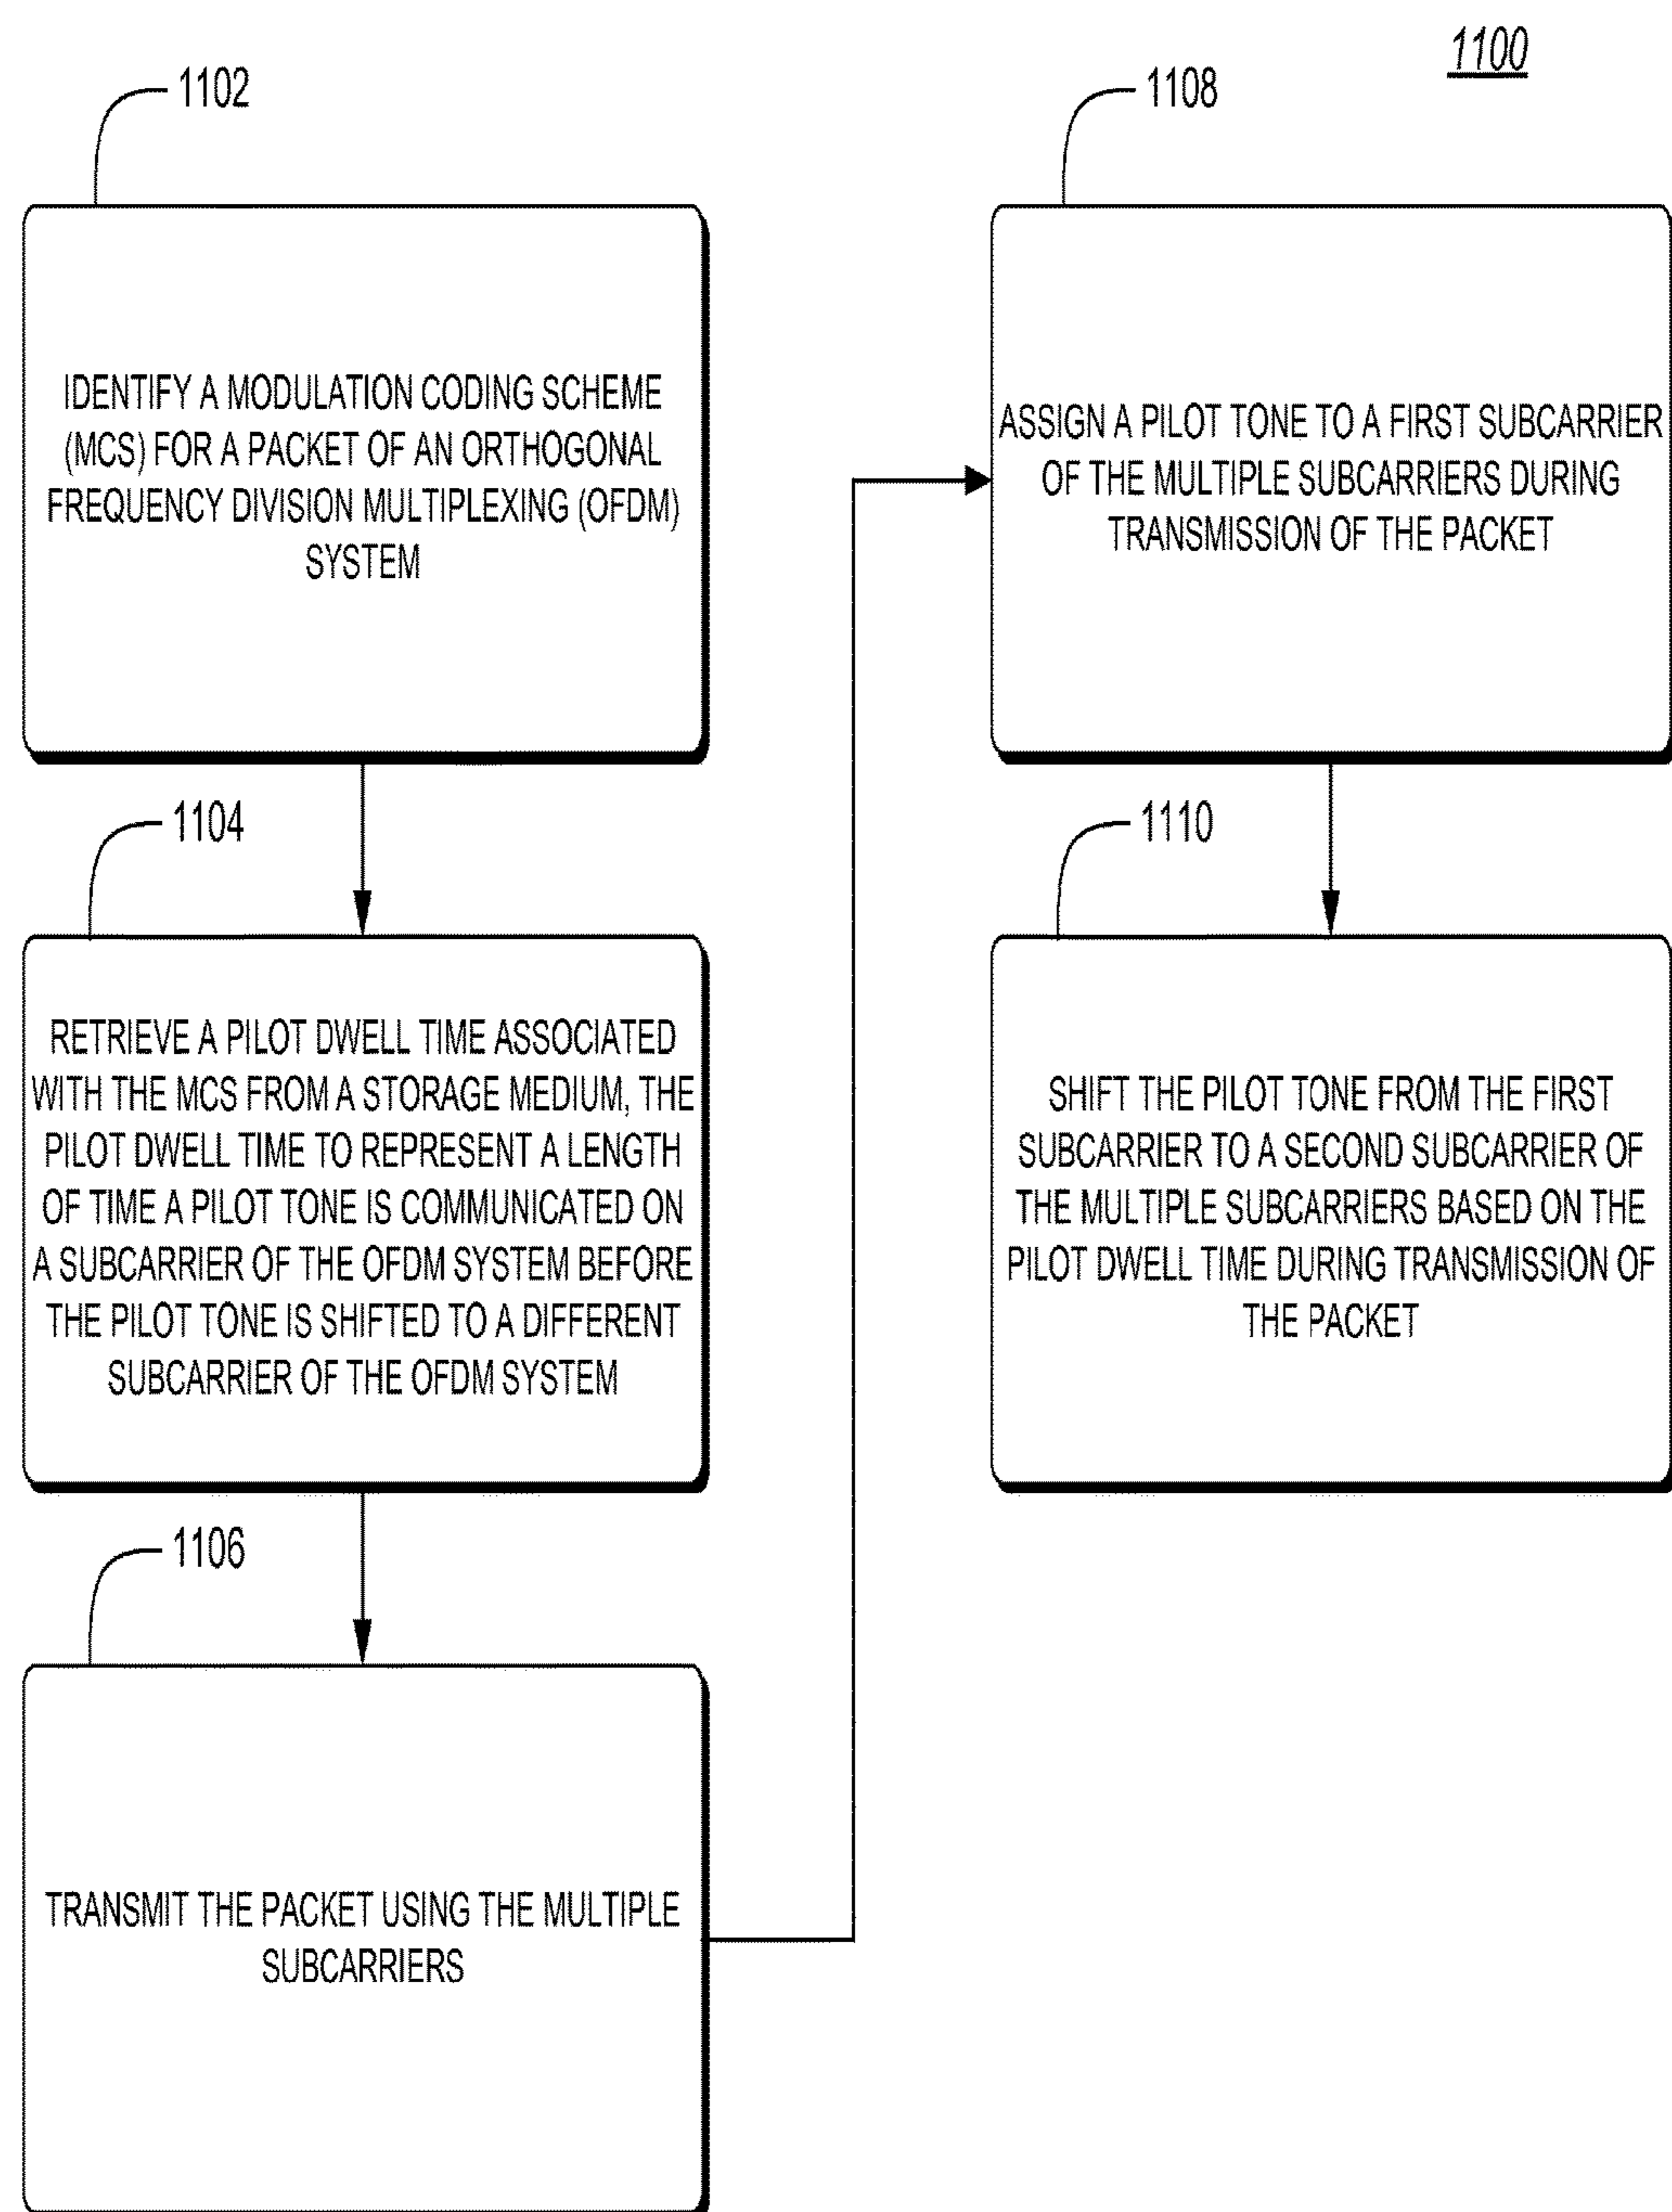 1100
1102
IDENTIFY A MODULATION CODING SCHEME
(MCS) FOR A PACKET OF AN ORTHOGONAL
FREQUENCY DIVISION MULTIPLEXING (OFDM)
SYSTEM
1104
RETRIEVE A PILOT DWELL TIME ASSOCIATED
WITH THE MCS FROM A STORAGE MEDIUM, THE
PILOT DWELL TIME TO REPRESENT A LENGTH
OF TIME A PILOT TONE IS COMMUNICATED ON
A SUBCARRIER OF THE OFDM SYSTEM BEFORE
THE PILOT TONE IS SHIFTED TO A DIFFERENT
SUBCARRIER OF THE OFDM SYSTEM
1106
TRANSMIT THE PACKET USING THE MULTIPLE
SUBCARRIERS
1108
ASSIGN A PILOT TONE TO A FIRST SUBCARRIER
OF THE MULTIPLE SUBCARRIERS DURING
TRANSMISSION OF THE PACKET
1110
SHIFT THE PILOT TONE FROM THE FIRST
SUBCARRIER TO A SECOND SUBCARRIER OF
THE MULTIPLE SUBCARRIERS BASED ON THE
PILOT DWELL TIME DURING TRANSMISSION OF
THE PACKET